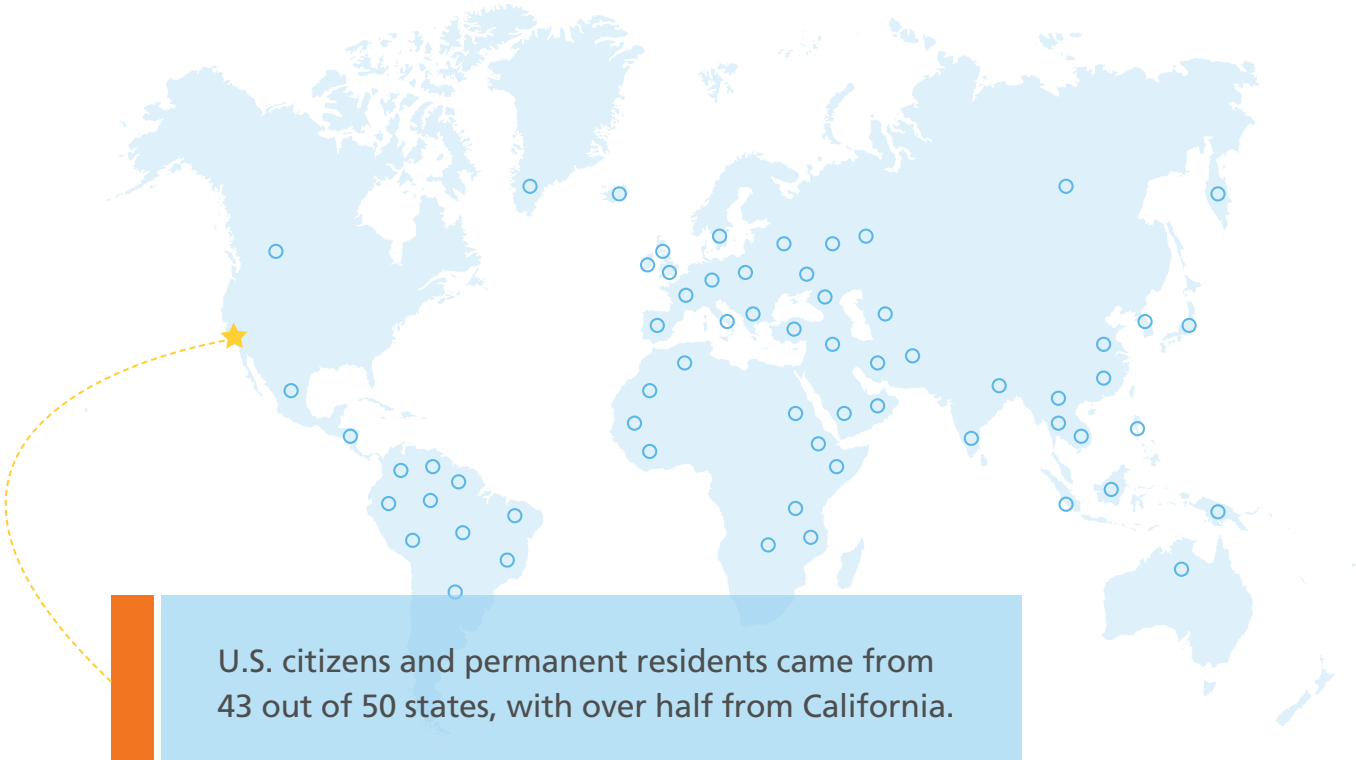 U.S. citizens and permanent residents came from
43 out of 50 states, with over half from California.